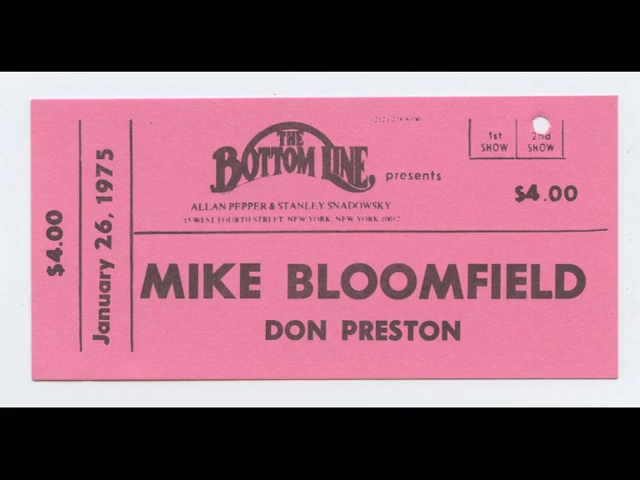 $4.00
January 26, 1975
THE
BOTTOM LINE
presents
ALLAN PEPPER & STANLEY SNADOWSKY
15 WEST FOURTH STREET, NEW YORK, NEW YORK 10012
1st SHOW
2nd SHOW
$4.00
MIKE BLOOMFIELD
DON PRESTON